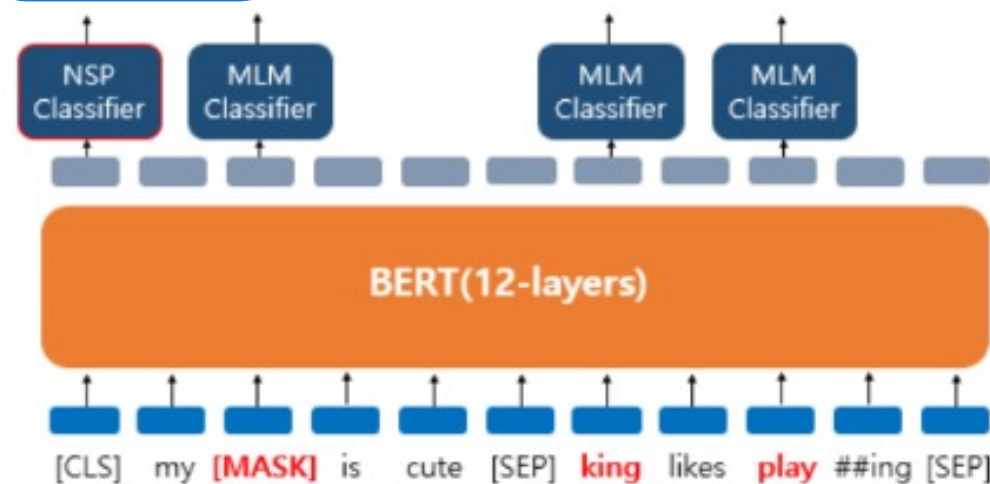 NSP
Classifier
MLM
Classifier
MLM
Classifier
MLM
Classifier
BERT(12-layers)
[CLS] my [MASK] is cute [SEP] king likes play ##ing [SEP]